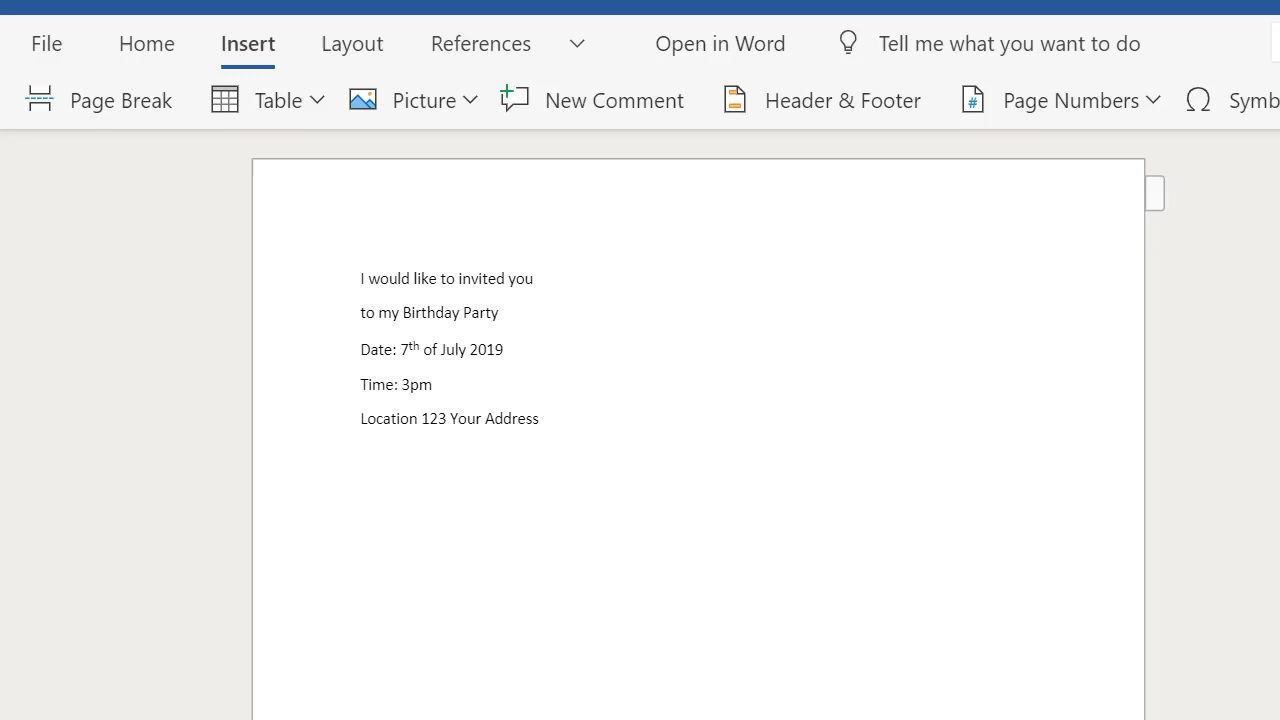 File Home Insert Layout References Open in Word Tell me what you want to do
Page Break Table Picture New Comment Header & Footer # Page Numbers Ω Symb
I would like to invited you
to my Birthday Party
Date: 7th of July 2019
Time: 3pm
Location 123 Your Address